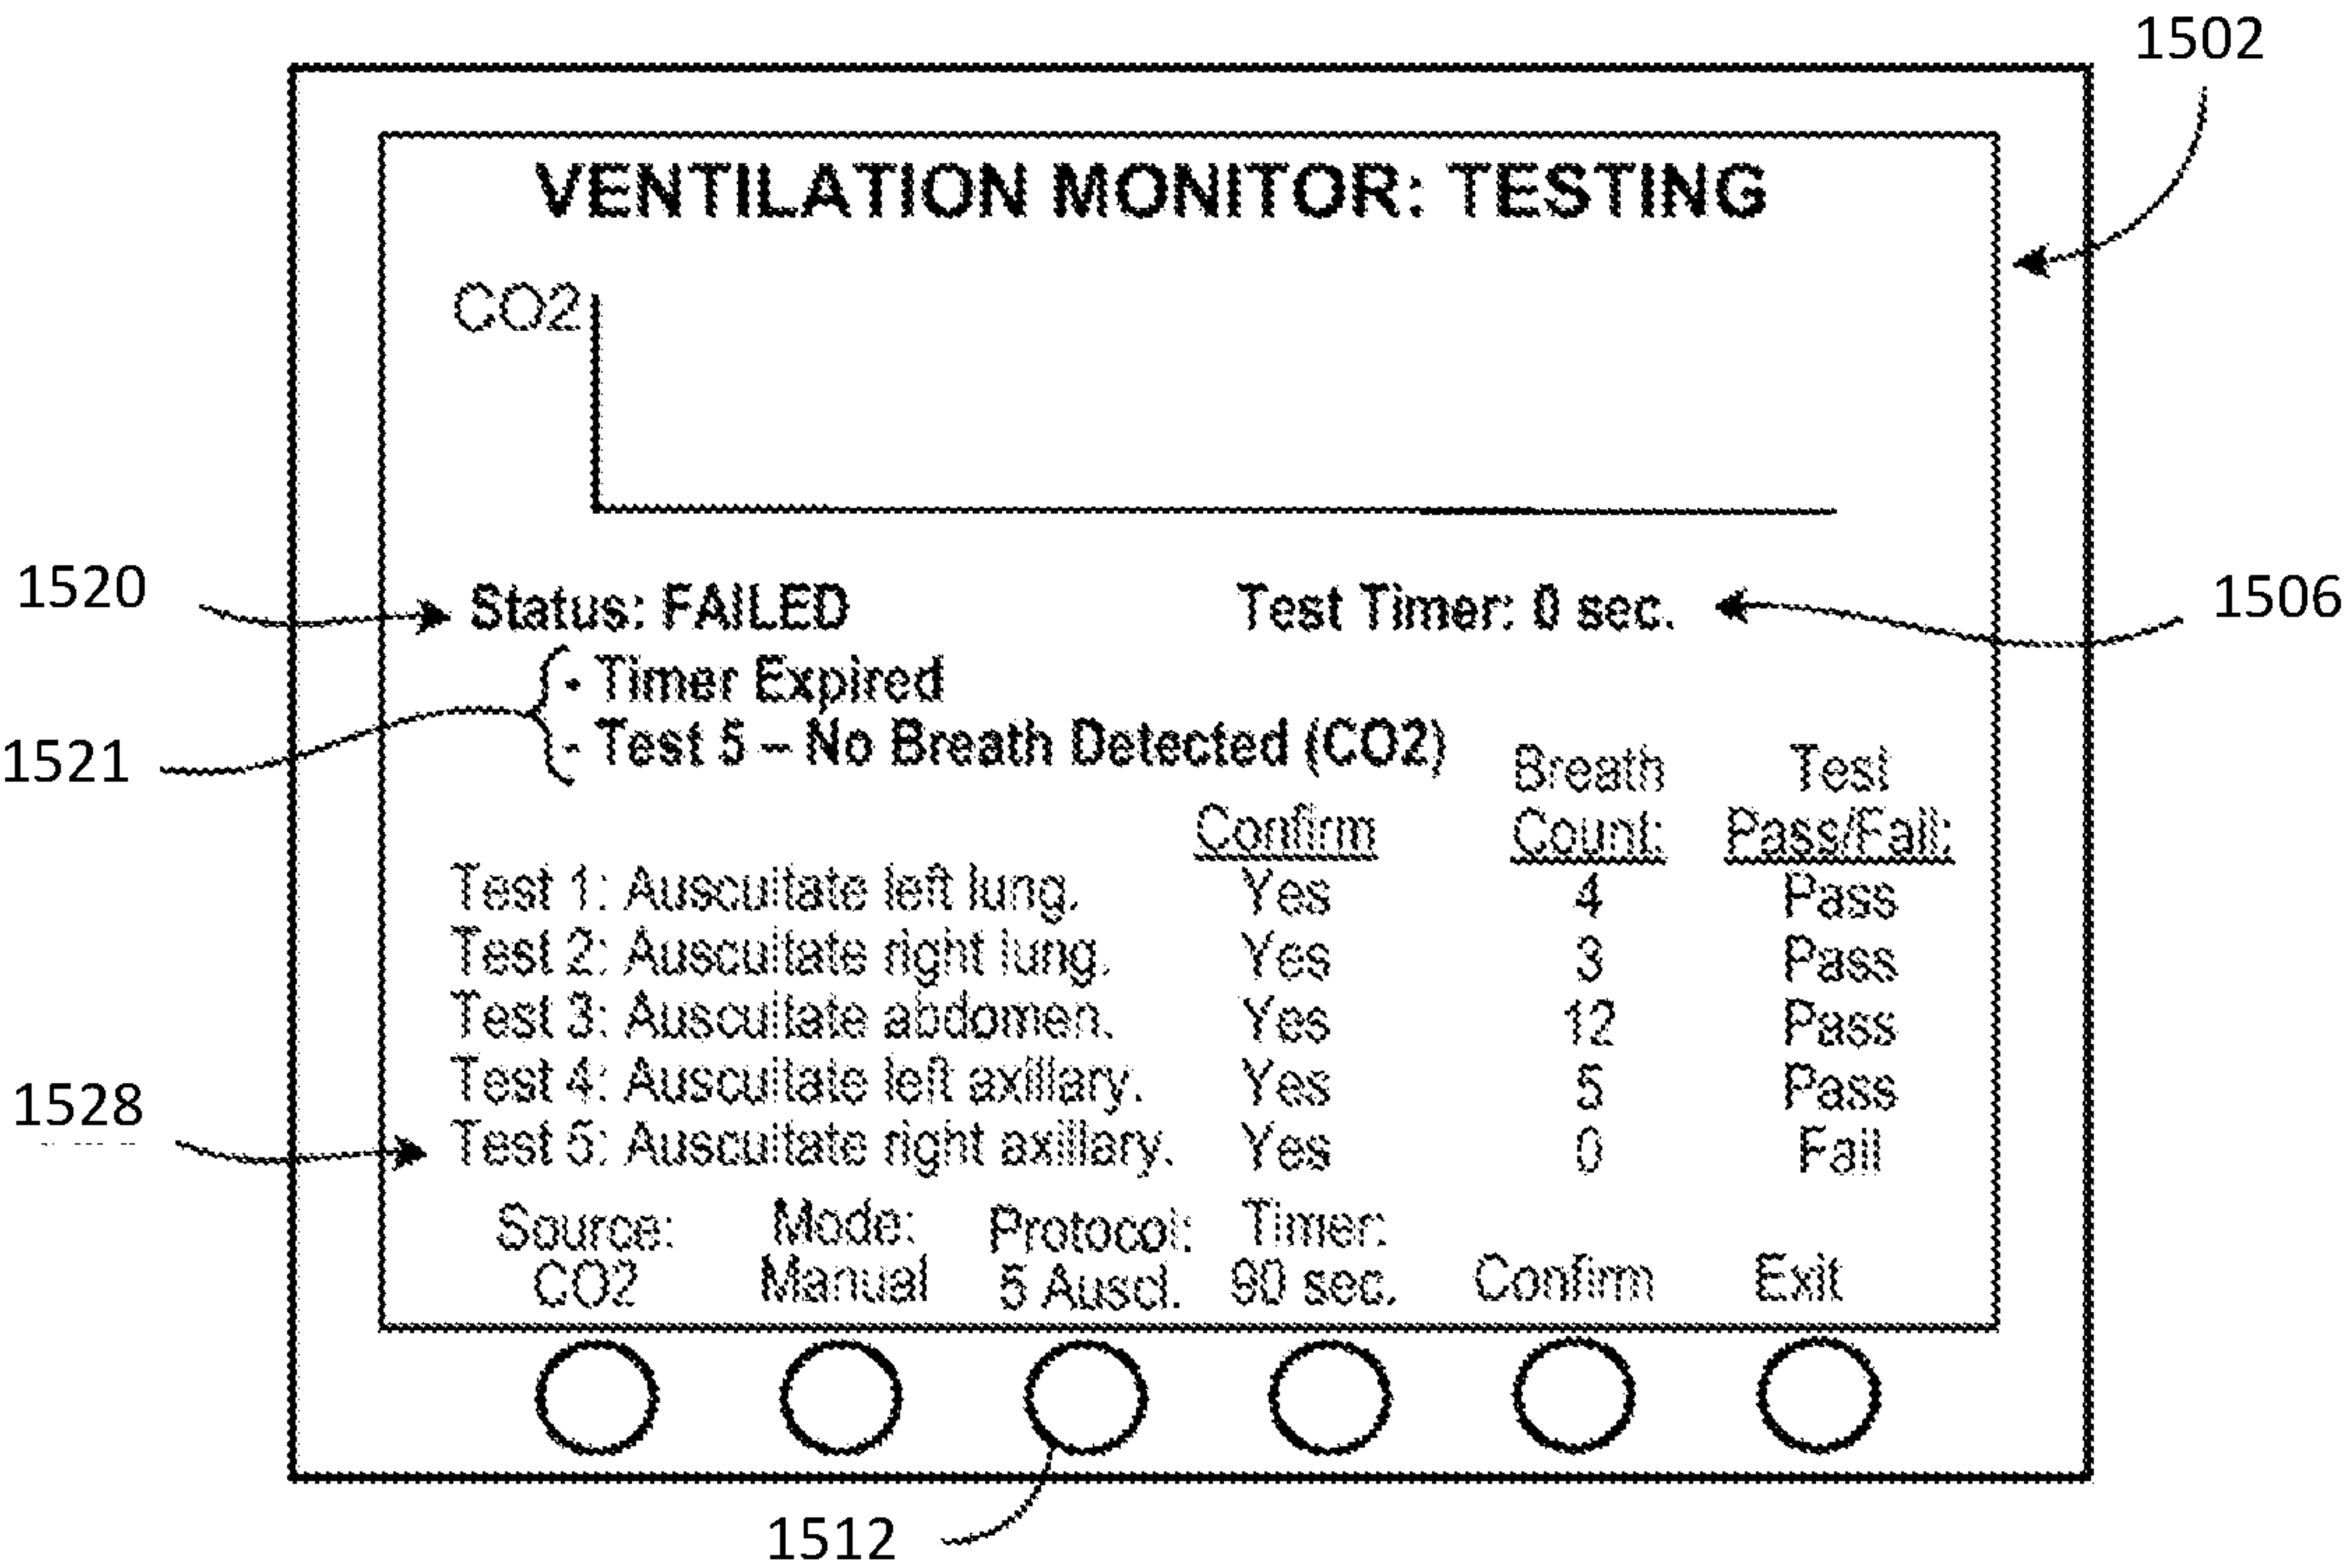 1502
VENTILATION MONITOR: TESTING
CO2
1520
Status: FAILED
Test Timer: 0 sec.
1506
- Timer Expired
- Test 5 – No Breath Detected (CO2)
1521
Confirm
Breath Count:
Test Pass/Fail:
Test 1: Auscultate left lung. Yes 4 Pass
Test 2: Auscultate right lung. Yes 3 Pass
Test 3: Auscultate abdomen. Yes 12 Pass
Test 4: Auscultate left axillary. Yes 5 Pass
1528
Test 5: Auscultate right axillary. Yes 0 Fail
Source: CO2
Mode: Manual
Protocol: 5 Auscl.
Timer: 90 sec.
Confirm
Exit
1512